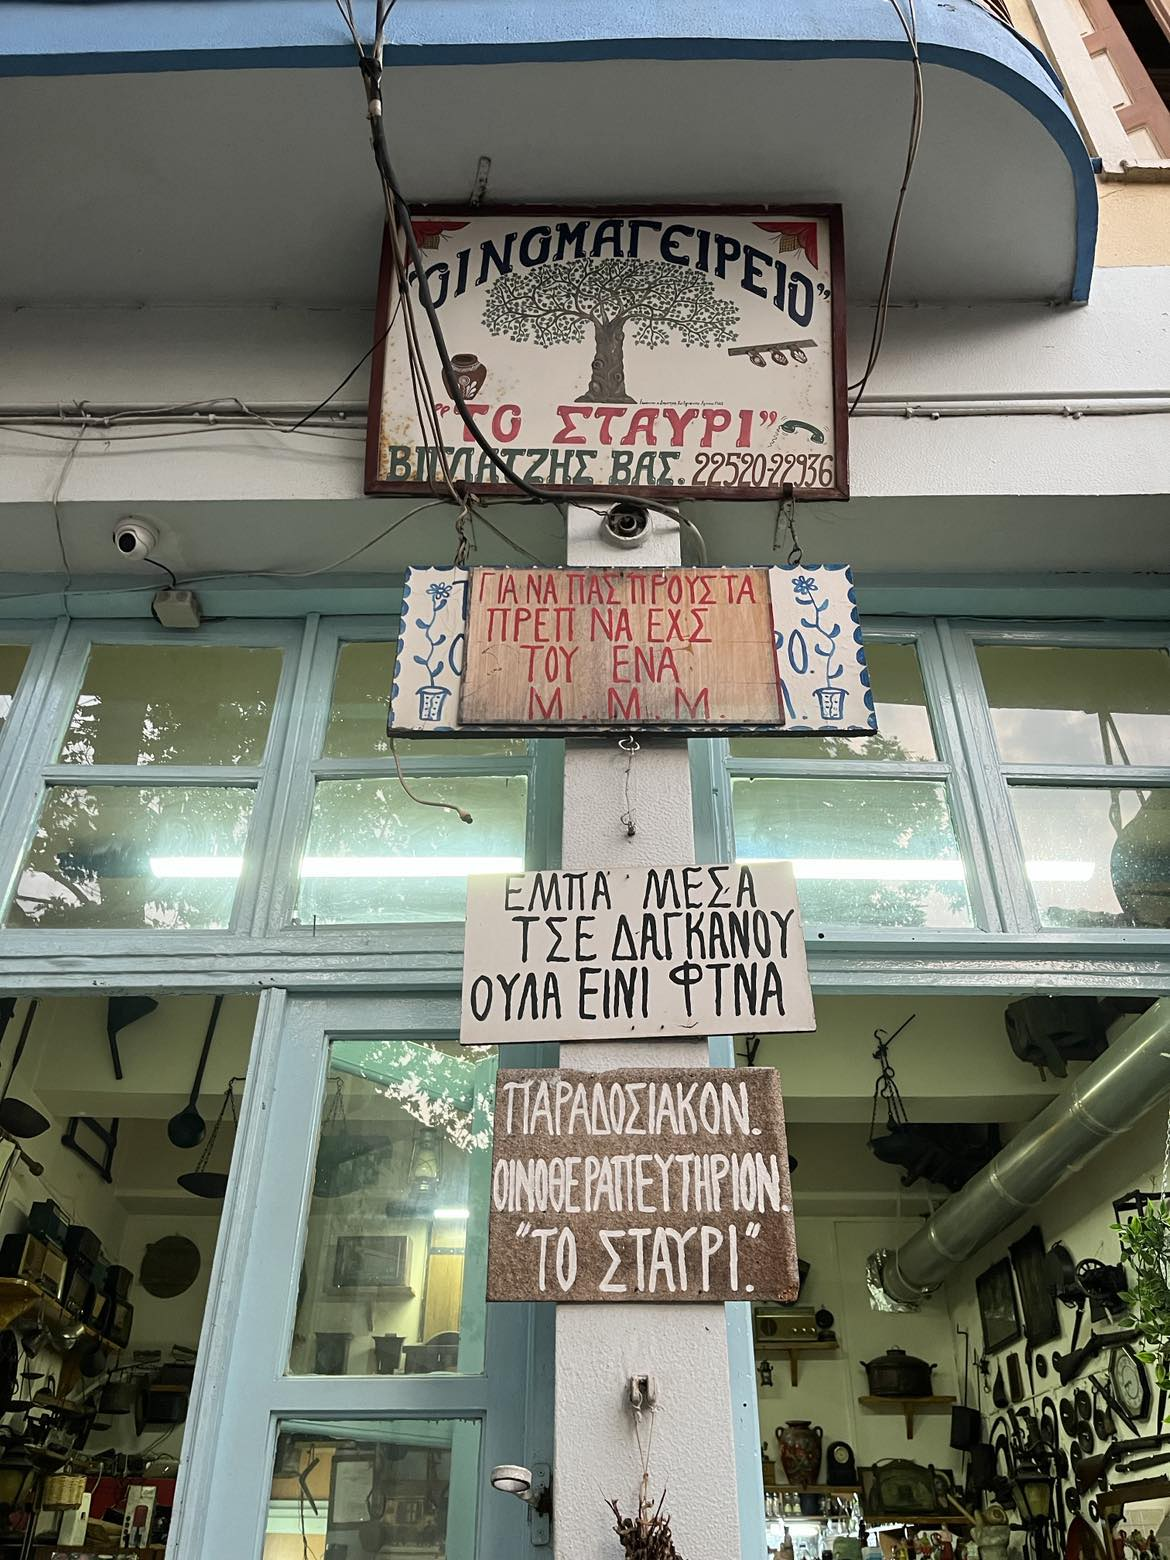 "ΟΙΝΟΜΑΓΕΙΡΕΙΟ"
"ΤΟ ΣΤΑΥΡΙ"
ΒΑΣ. 22520-22936
ΓΙΑ ΝΑ ΠΑΣ ΠΡΟΥΣ ΤΑ
ΠΡΕΠ ΝΑ ΕΧΣ
ΤΟΥ ΕΝΑ
Μ. Μ. Μ.
ΕΜΠΑ ΜΕΣΑ
ΤΣΕ ΔΑΓΚΑΝΟΥ
ΟΥΛΑ ΕΙΝΙ ΦΤΝΑ
ΠΑΡΑΔΟΣΙΑΚΟΝ.
ΟΙΝΟΘΕΡΑΠΕΥΤΗΡΙΟΝ.
"ΤΟ ΣΤΑΥΡΙ".